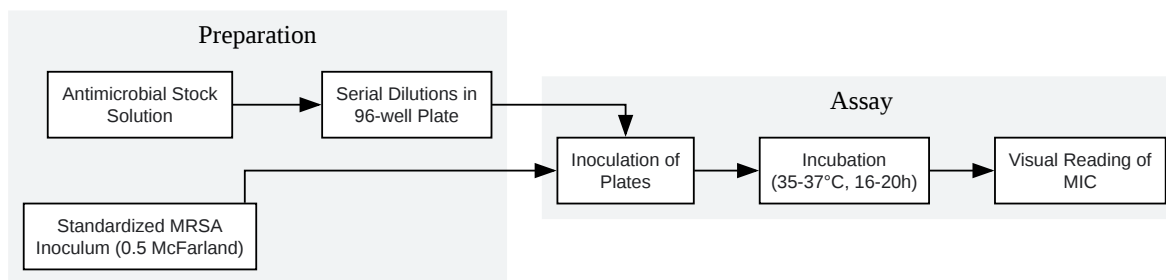 Preparation
Antimicrobial Stock
Solution
Serial Dilutions in
96-well Plate
Standardized MRSA
Inoculum (0.5 McFarland)
Assay
Inoculation of
Plates
Incubation
(35-37°C, 16-20h)
Visual Reading of
MIC